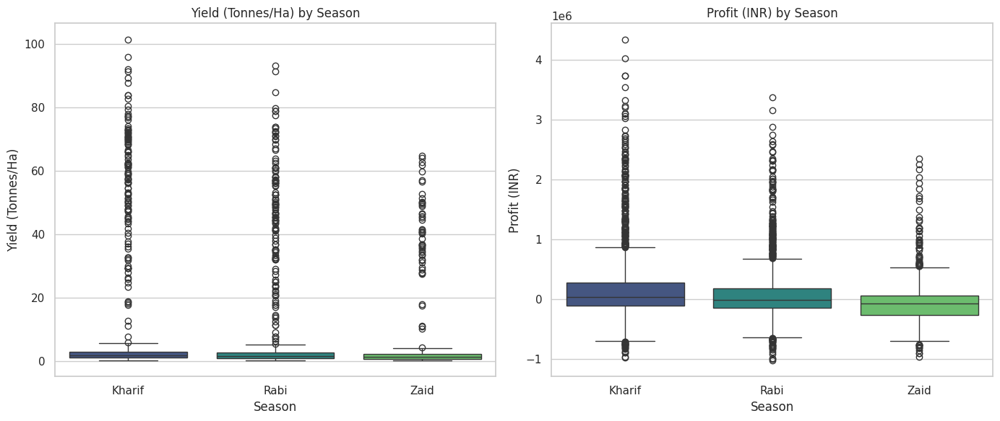 Yield (Tonnes/Ha) by Season
Yield (Tonnes/Ha)
100
80
60
40
20
0
Kharif
Rabi
Zaid
Season
Profit (INR) by Season
1e6
Profit (INR)
4
3
2
1
0
−1
Kharif
Rabi
Zaid
Season